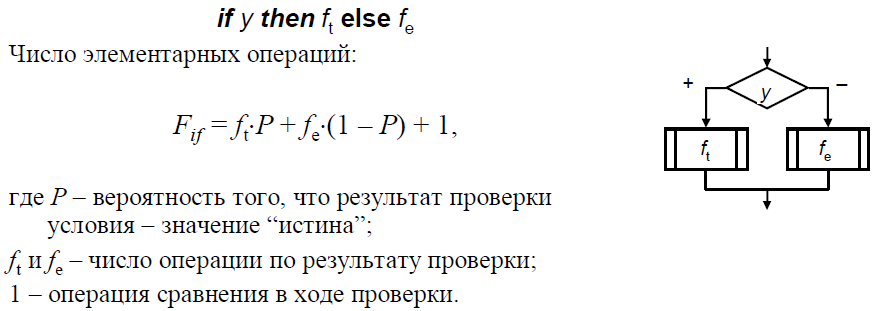 if y then ft else fe
Число элементарных операций:
Fif = ft·P + fe·(1 – P) + 1,
где P – вероятность того, что результат проверки
условия – значение “истина”;
ft и fe – число операции по результату проверки;
1 – операция сравнения в ходе проверки.
+
y
–
ft
fe